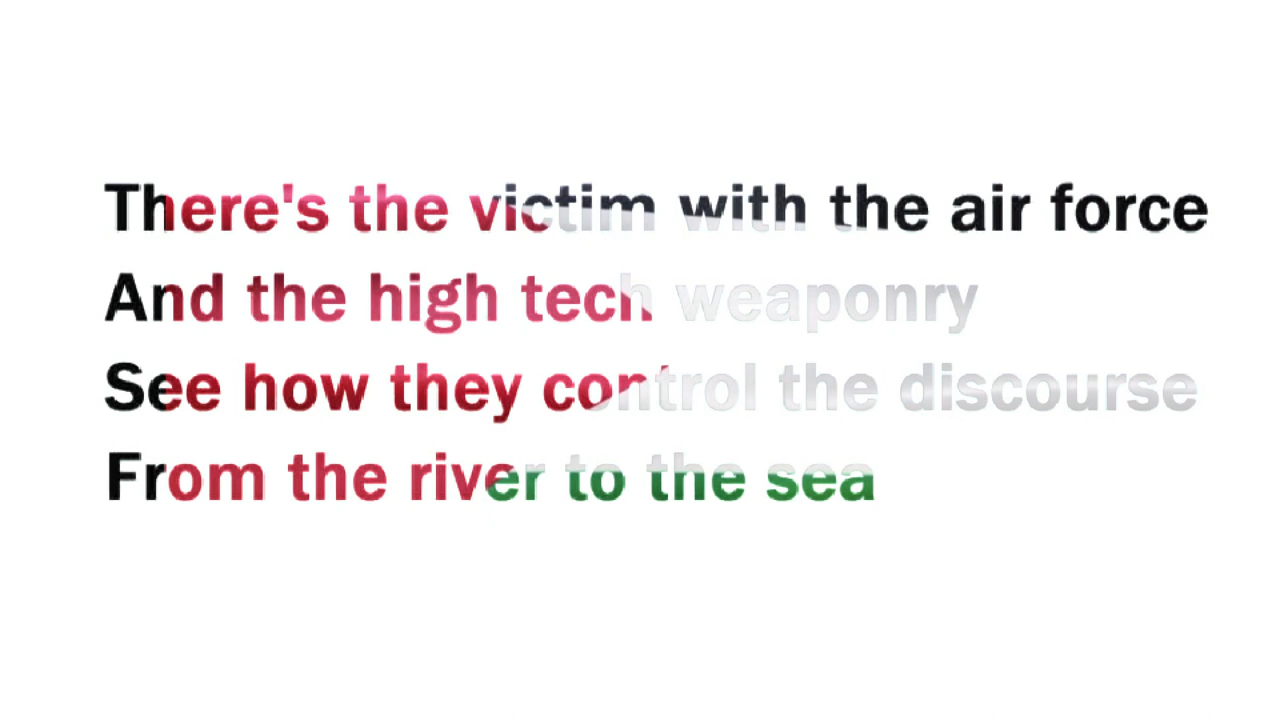 There's the victim with the air force
And the high tech weaponry
See how they control the discourse
From the river to the sea